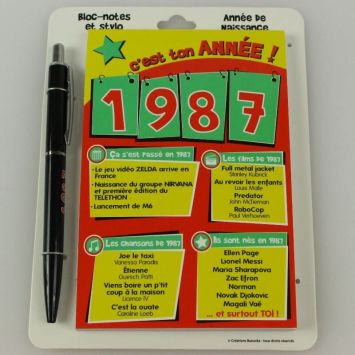 Bloc-notes
et stylo
Année de
Naissance
c'est ton ANNÉE !
1987
Ça s'est passé en 1987
• Le jeu vidéo ZELDA arrive en
France
• Naissance du groupe NIRVANA
et première édition du
TELETHON
• Lancement de M6
Les films de 1987
Full metal jacket
Stanley Kubrick
Au revoir les enfants
Louis Malle
Predator
John McTiernan
RoboCop
Paul Verhoeven
Les chansons de 1987
Joe le taxi
Vanessa Paradis
Étienne
Guesch Patti
Viens boire un p'tit
coup à la maison
Licence IV
C'est la ouate
Caroline Loeb
Ils sont nés en 1987
Ellen Page
Lionel Messi
Maria Sharapova
Zac Efron
Norman
Novak Djokovic
Magali Vaé
... et surtout TOI !